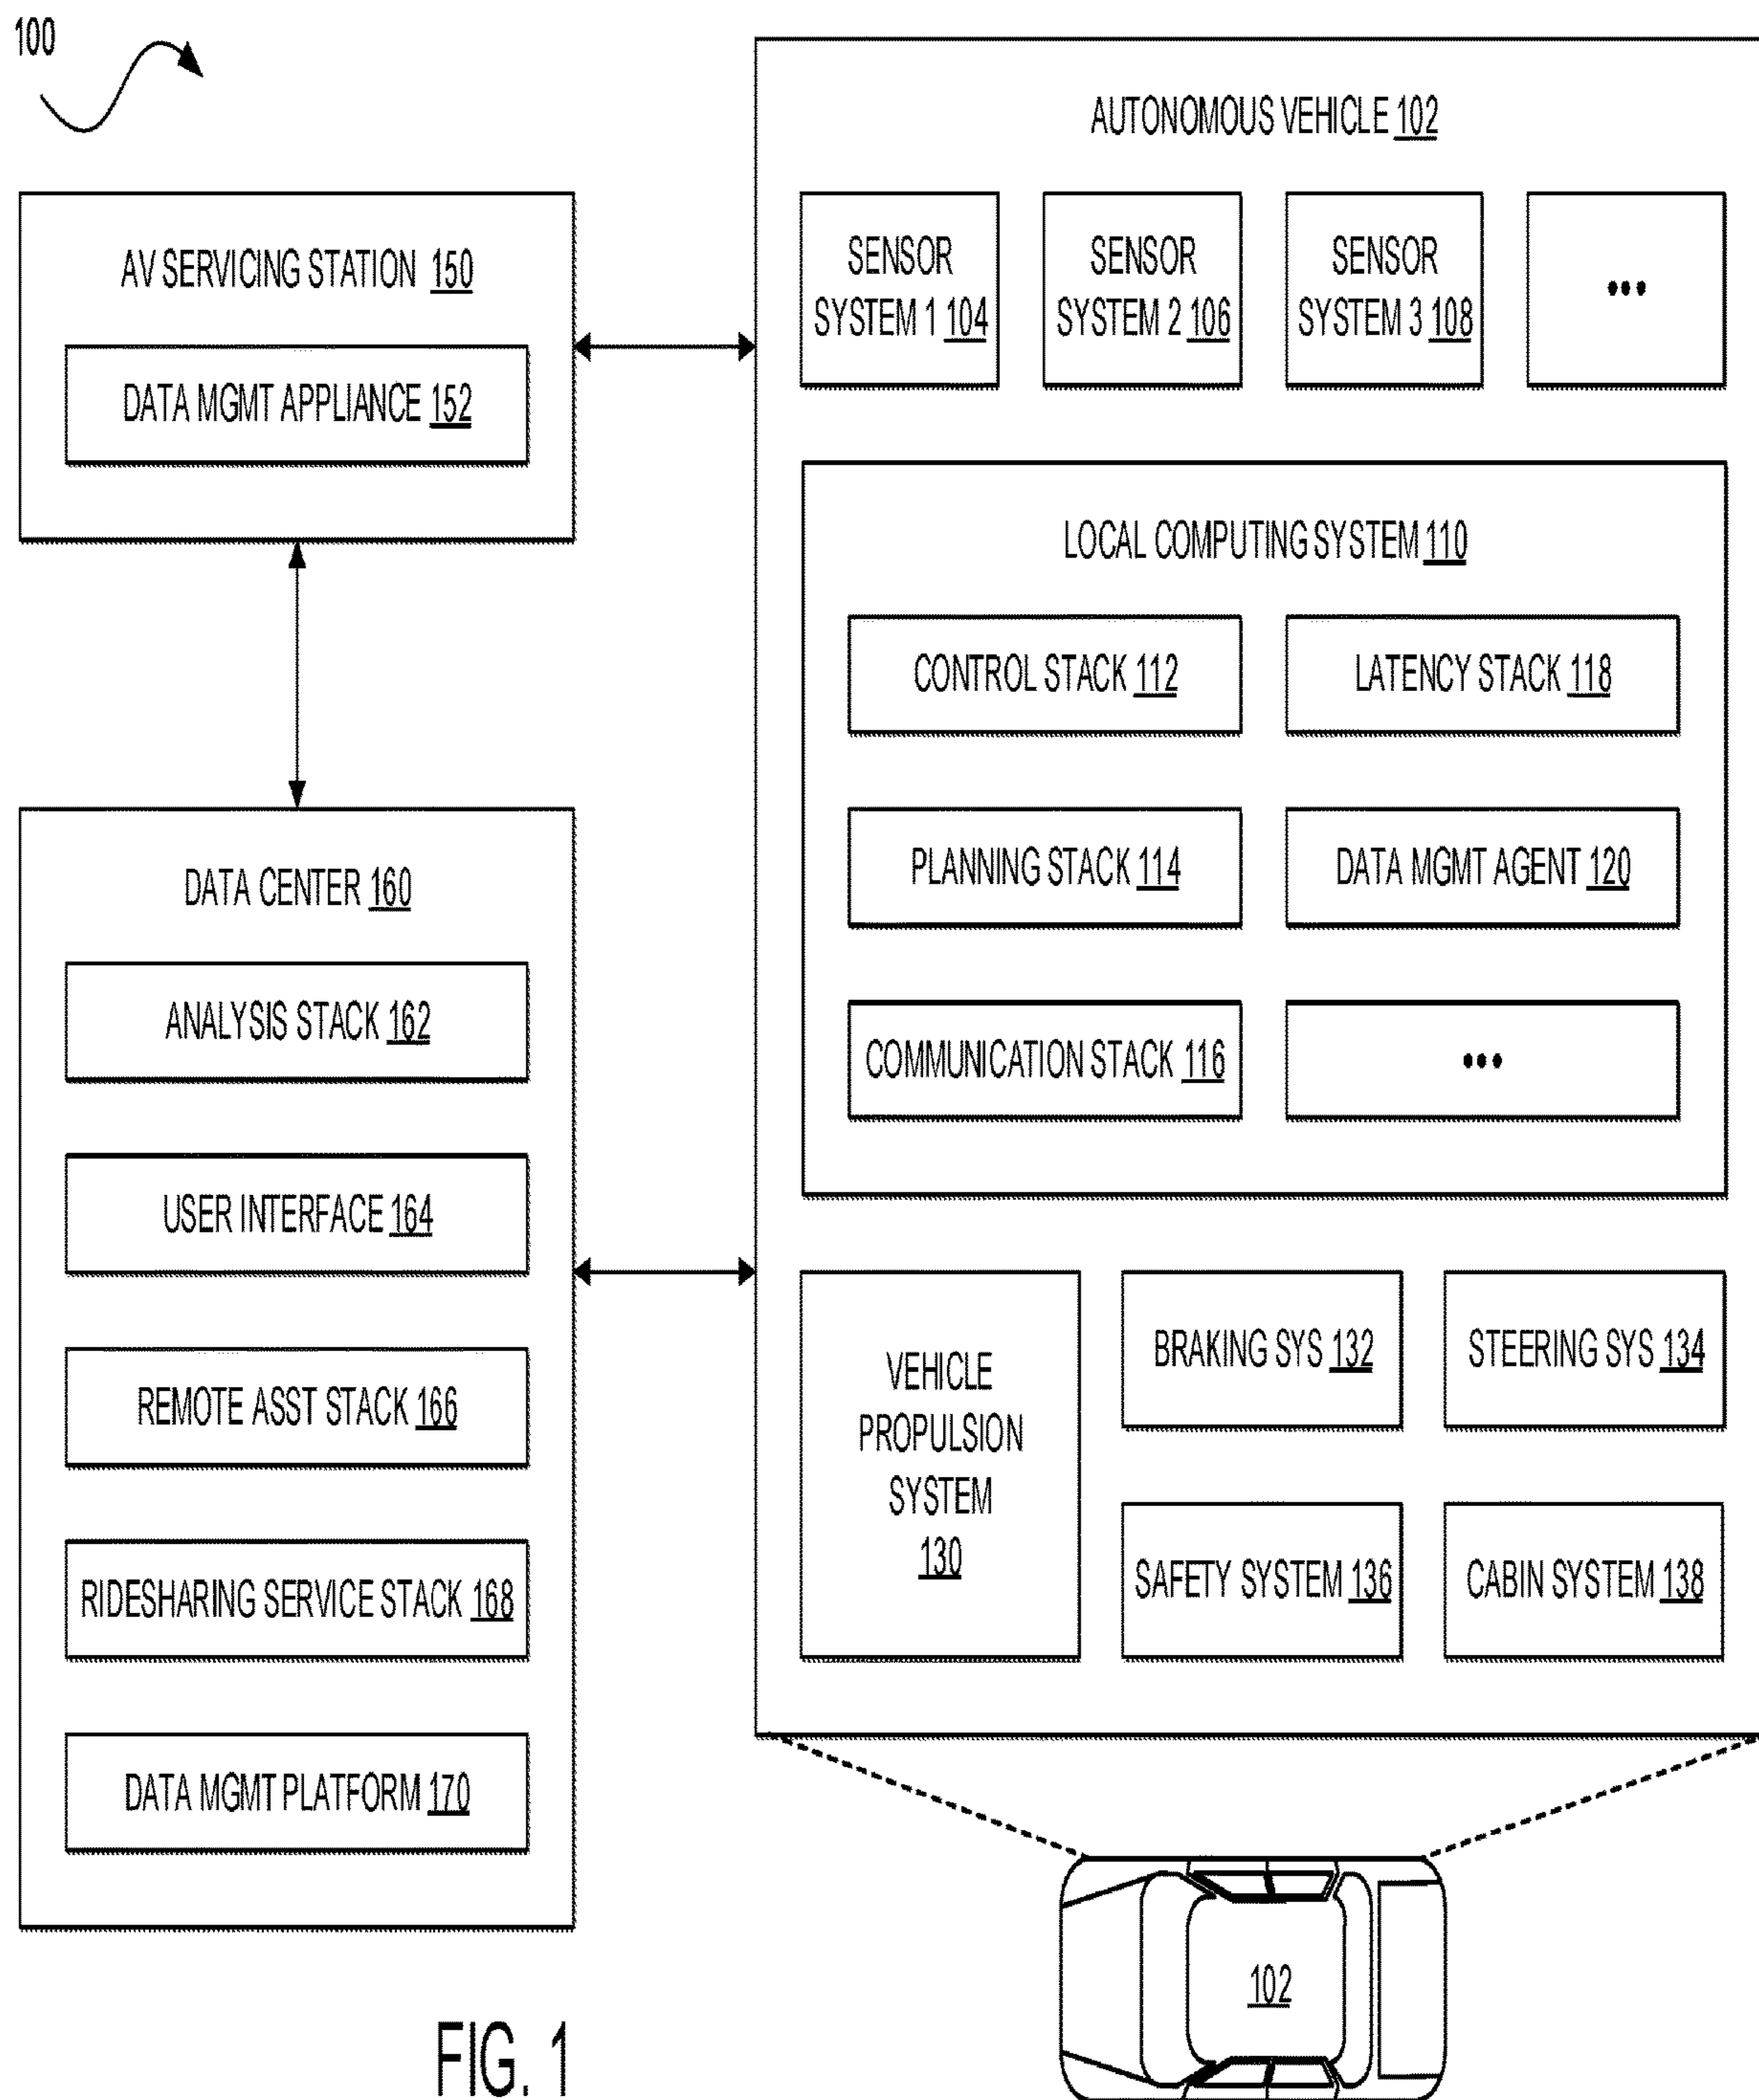 100
AV SERVICING STATION 150
DATA MGMT APPLIANCE 152
DATA CENTER 160
ANALYSIS STACK 162
USER INTERFACE 164
REMOTE ASST STACK 166
RIDESHARING SERVICE STACK 168
DATA MGMT PLATFORM 170
AUTONOMOUS VEHICLE 102
SENSOR
SYSTEM 1 104
SENSOR
SYSTEM 2 106
SENSOR
SYSTEM 3 108
•••
LOCAL COMPUTING SYSTEM 110
CONTROL STACK 112
LATENCY STACK 118
PLANNING STACK 114
DATA MGMT AGENT 120
COMMUNICATION STACK 116
•••
VEHICLE
PROPULSION
SYSTEM
130
BRAKING SYS 132
STEERING SYS 134
SAFETY SYSTEM 136
CABIN SYSTEM 138
102
FIG. 1